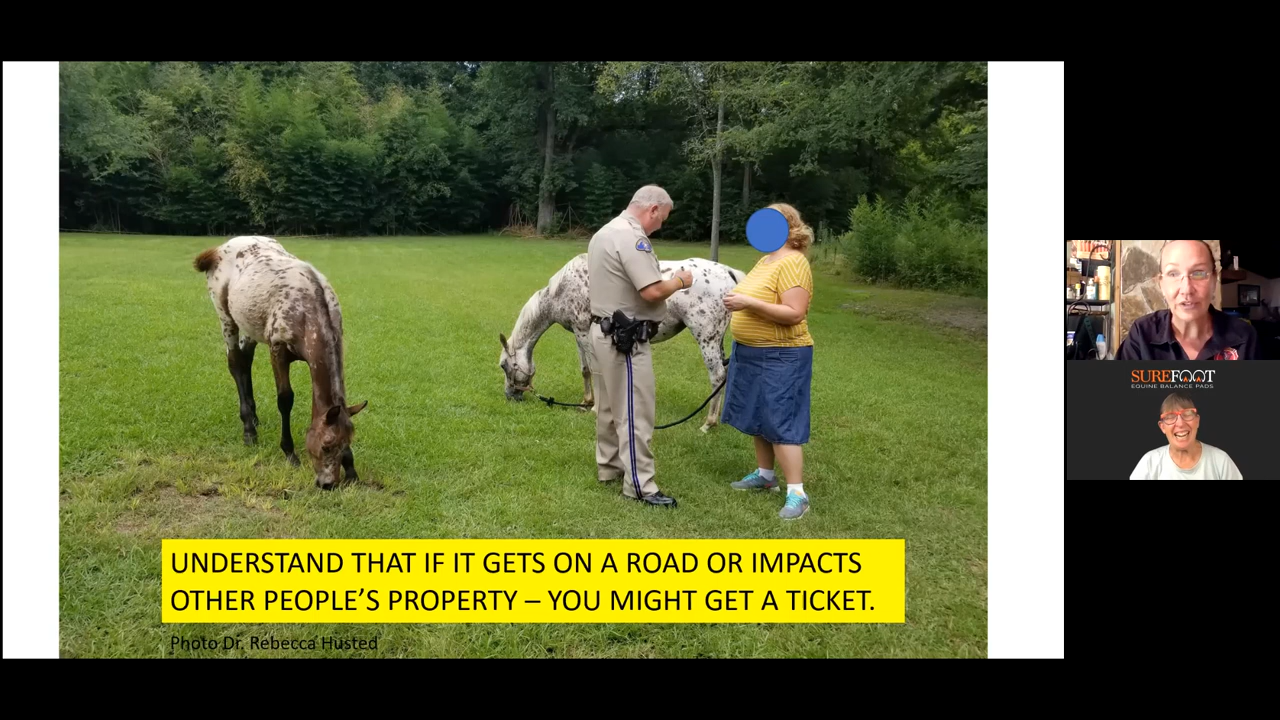 UNDERSTAND THAT IF IT GETS ON A ROAD OR IMPACTS
OTHER PEOPLE'S PROPERTY – YOU MIGHT GET A TICKET.
Photo Dr. Rebecca Husted
SUREFOOT
EQUINE BALANCE PADS